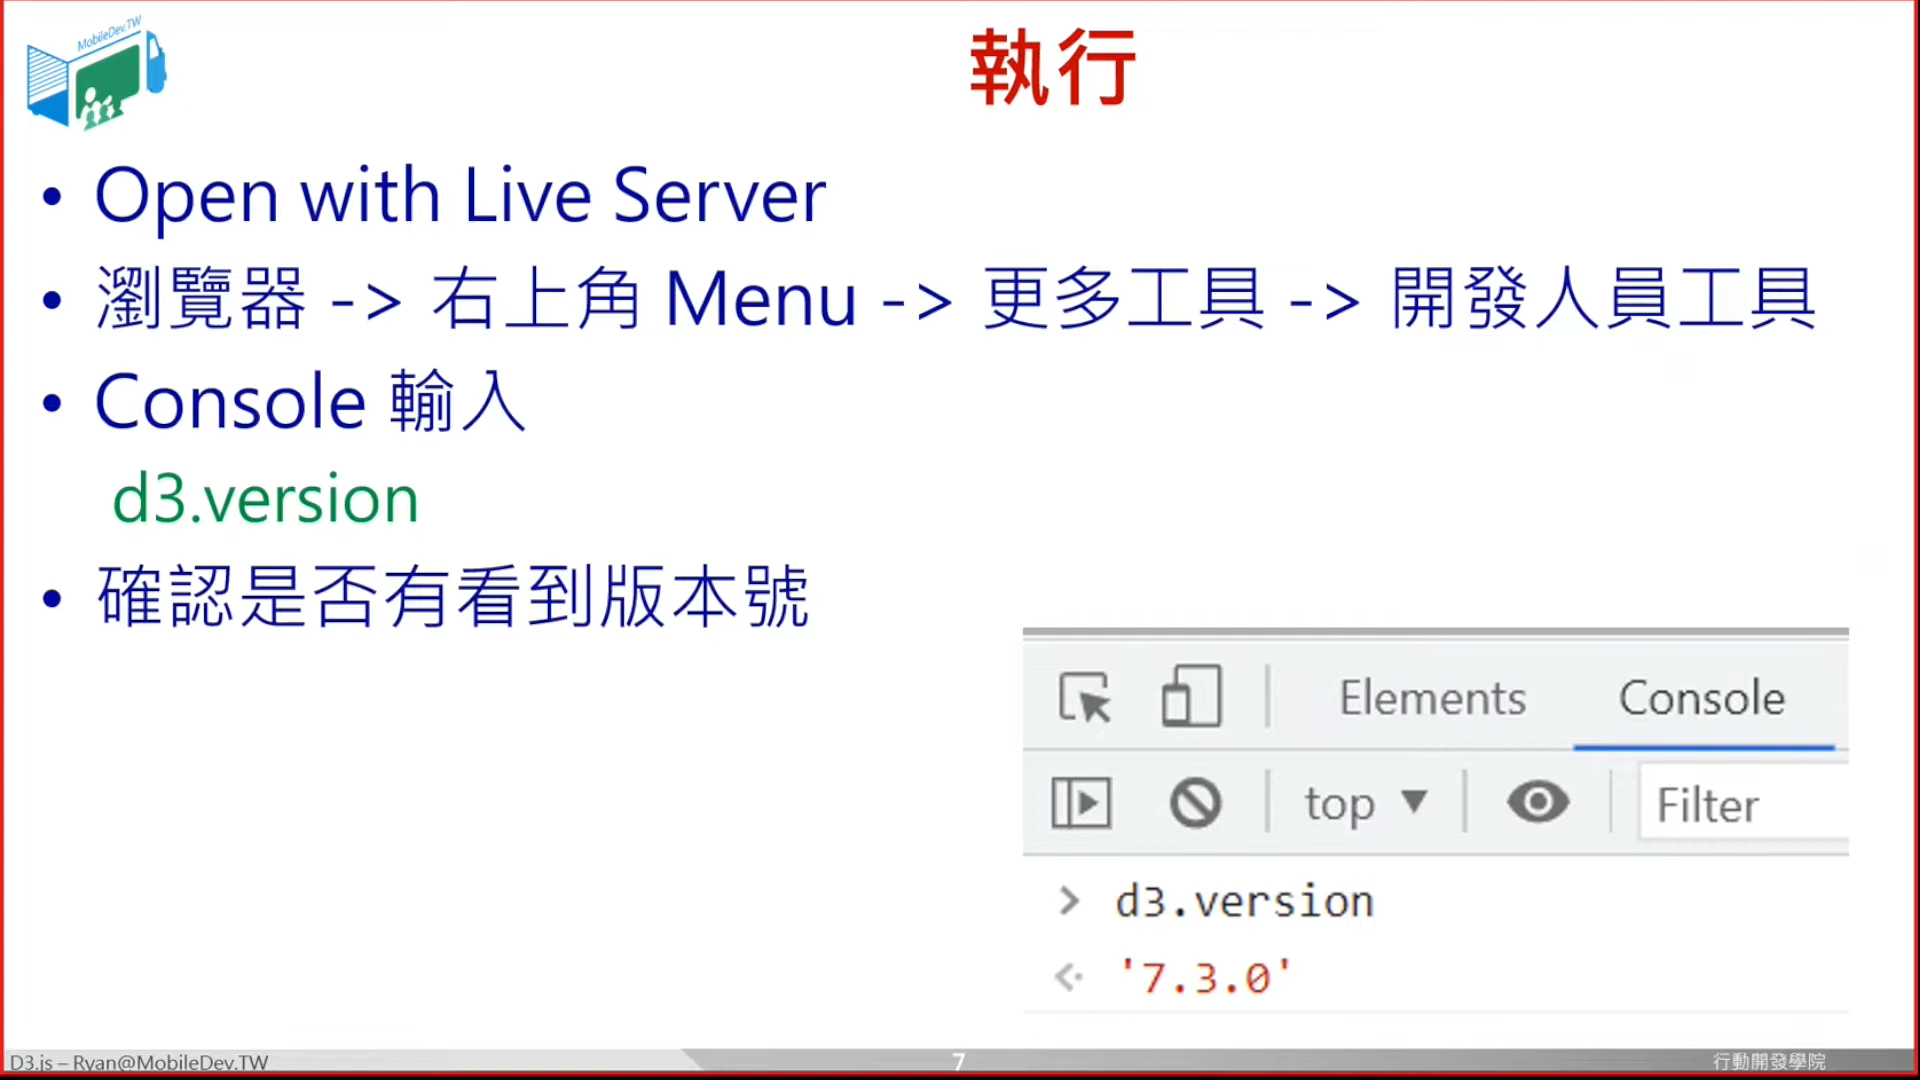 MobileDev.TW
執行
• Open with Live Server
• 瀏覽器 -> 右上角 Menu -> 更多工具 -> 開發人員工具
• Console 輸入
d3.version
• 確認是否有看到版本號
Elements Console
top ▼ Filter
> d3.version
'7.3.0'
D3.js – Ryan@MobileDev.TW 7 行動開發學院